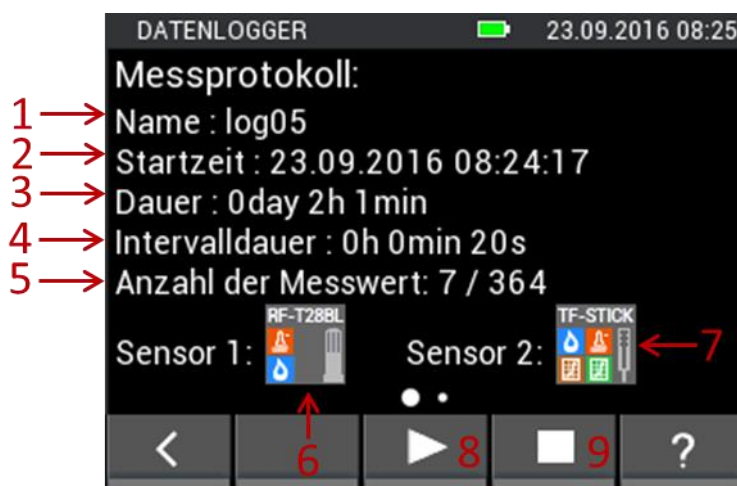 DATENLOGGER 23.09.2016 08:25
Messprotokoll:
1 Name : log05
2 Startzeit : 23.09.2016 08:24:17
3 Dauer : 0day 2h 1min
4 Intervalldauer : 0h 0min 20s
5 Anzahl der Messwert: 7 / 364
RF-T28BL TF-STICK
Sensor 1: Sensor 2: 7
6 8 9 ?